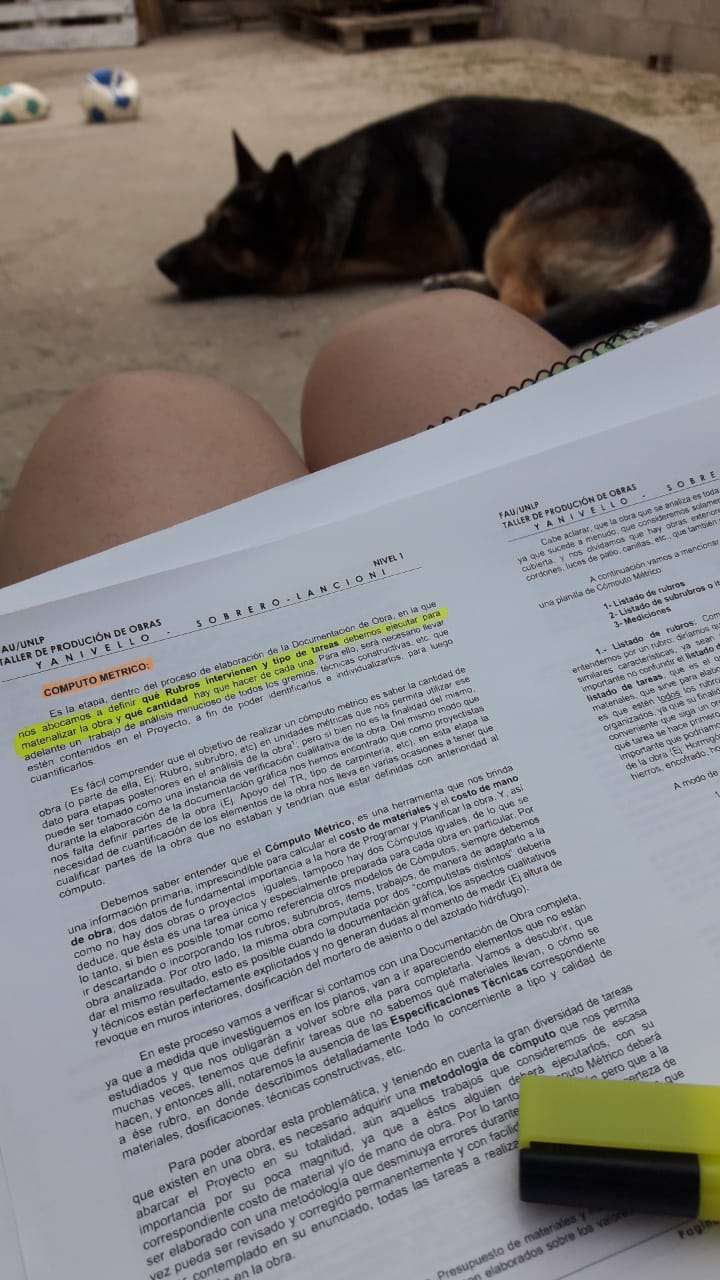 FAU/UNLP
NIVEL 1
TALLER DE PRODUCIÓN DE OBRAS
YANIVELLO - SOBRERO-LANCIONI
COMPUTO METRICO:
Es la etapa, dentro del proceso de elaboración de la Documentación de Obra, en la que
nos abocamos a definir qué Rubros intervienen y tipo de tareas debemos ejecutar para
materializar la obra y qué cantidad hay que hacer de cada una. Para ello, será necesario llevar
adelante un trabajo de análisis minucioso de todos los gremios, técnicas constructivas, etc. que
estén contenidos en el Proyecto, a fin de poder identificarlos e individualizarlos, para luego
cuantificarlos.
Es fácil comprender que el objetivo de realizar un cómputo métrico es saber la cantidad de
obra (o parte de ella, Ej: Rubro, subrubro, etc) en unidades métricas que nos permita utilizar ese
dato para etapas posteriores en el análisis de la obra"; pero si bien no es la finalidad del mismo,
puede ser tomado como una instancia de verificación cualitativa de la obra. Del mismo modo que
durante la elaboración de la documentación gráfica nos hemos encontrado que como proyectistas
nos falta definir partes de la obra (Ej. Apoyo del TR, tipo de carpintería, etc), en esta etapa la
necesidad de cuantificación de los elementos de la obra nos lleva en varias ocasiones a tener que
cualificar partes de la obra que no estaban y tendrían que estar definidas con anterioridad al
cómputo.
Debemos saber entender que el Cómputo Métrico, es una herramienta que nos brinda
una información primaria, imprescindible para calcular el costo de materiales y el costo de mano
de obra; dos datos de fundamental importancia a la hora de Programar y Planificar la obra. Y, así
como no hay dos obras o proyectos iguales, tampoco hay dos Cómputos iguales, de lo que se
deduce, que ésta es una tarea única y especialmente preparada para cada obra en particular. Por
lo tanto, si bien es posible tomar como referencia otros modelos de Cómputos, siempre debemos
ir descartando o incorporando los rubros, subrubros, items, trabajos, de manera de adaptarlo a la
obra analizada. Por otro lado, la misma obra computada por dos "computistas distintos" debería
dar el mismo resultado, esto es posible cuando la documentación gráfica, los aspectos cualitativos
y técnicos están perfectamente explicitados y no generan dudas al momento de medir (Ej altura de
revoque en muros interiores, dosificación del mortero de asiento o del azotado hidrófugo).
En este proceso vamos a verificar si contamos con una Documentación de Obra completa,
ya que a medida que investiguemos en los planos, van a ir apareciendo elementos que no están
estudiados y que nos obligarán a volver sobre ella para completarla. Vamos a descubrir, que
muchas veces, tenemos que definir tareas que no sabemos qué materiales llevan, o cómo se
hacen, y entonces allí, notaremos la ausencia de las Especificaciones Técnicas correspondiente
a ése rubro, en donde describimos detalladamente todo lo concerniente a tipo y calidad de
materiales, dosificaciones, técnicas constructivas, etc.
Para poder abordar esta problemática, y teniendo en cuenta la gran diversidad de tareas
que existen en una obra, es necesario adquirir una metodología de cómputo que nos permita
abarcar el Proyecto en su totalidad, aún aquellos trabajos que consideremos de escasa
importancia por su poca magnitud, ya que a éstos alguien deberá ejecutarlos, con su
correspondiente costo de material y/o de mano de obra. Por lo tanto Métrico deberá
ser elaborado con una metodología que desminuya errores durante pero que a la
vez pueda ser revisado y corregido permanentemente y con facilid
contemplado en su enunciado, todas las tareas a realiza
en la obra.
Presupuesto de materiales y
elaborados sobre los valore
FAU/UNLP
TALLER DE PRODUCIÓN DE OBRAS
YANIVELLO - SOBRE
Cabe aclarar, que la obra que se analiza es toda
ya que sucede a menudo, que consideremos solame
cubierta, y nos olvidamos que hay obras exterior
cordones, luces de patio, canillas, etc., que también
A continuación vamos a mencionar
una planilla de Cómputo Métrico:
1- Listado de rubros
2- Listado de subrubros o
3- Mediciones
1.- Listado de rubros: Com
entendemos por un rubro; diríamos qu
similares características, ya sea
importante no confundir el listado d
listado de tareas, que es el
materiales, que sirve para elabo
es que estén todos los rubros
organizados, ya que su finalid
conveniente que siga un or
qué tarea se hace primero
importante que podríam
de la obra (Ej. Hormigó
hierros, encofrado, ho
A modo de